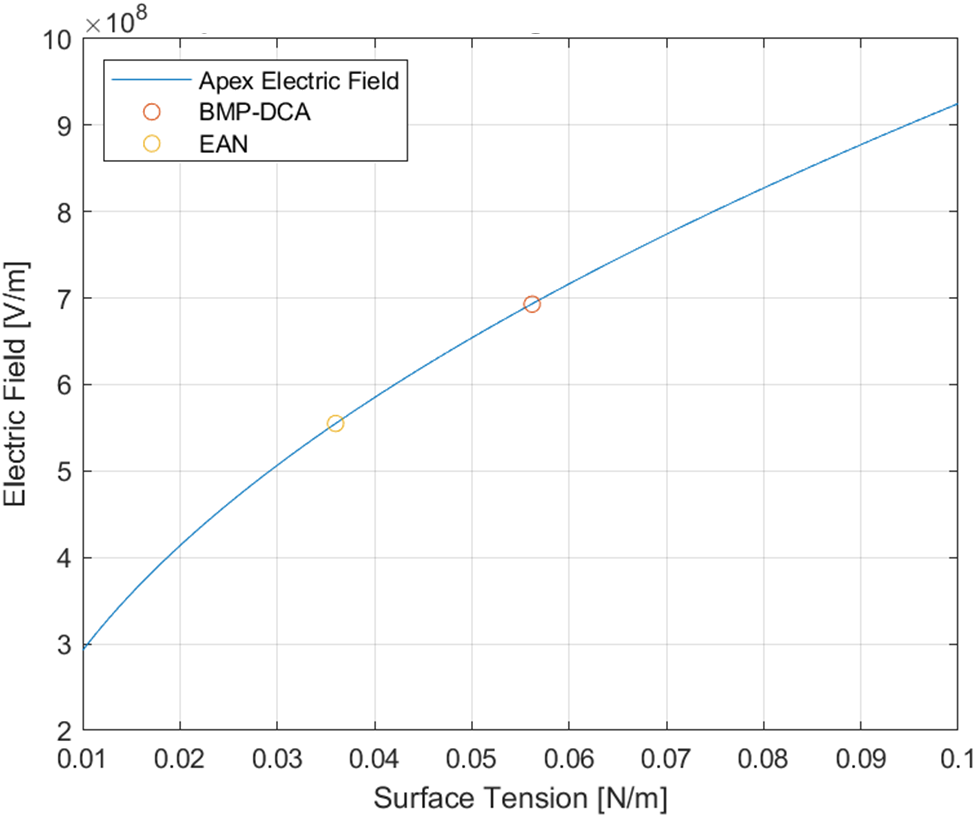 ×10⁸
10
9
8
7
6
5
4
3
2
Electric Field [V/m]
Apex Electric Field
BMP-DCA
EAN
0.01 0.02 0.03 0.04 0.05 0.06 0.07 0.08 0.09 0.1
Surface Tension [N/m]